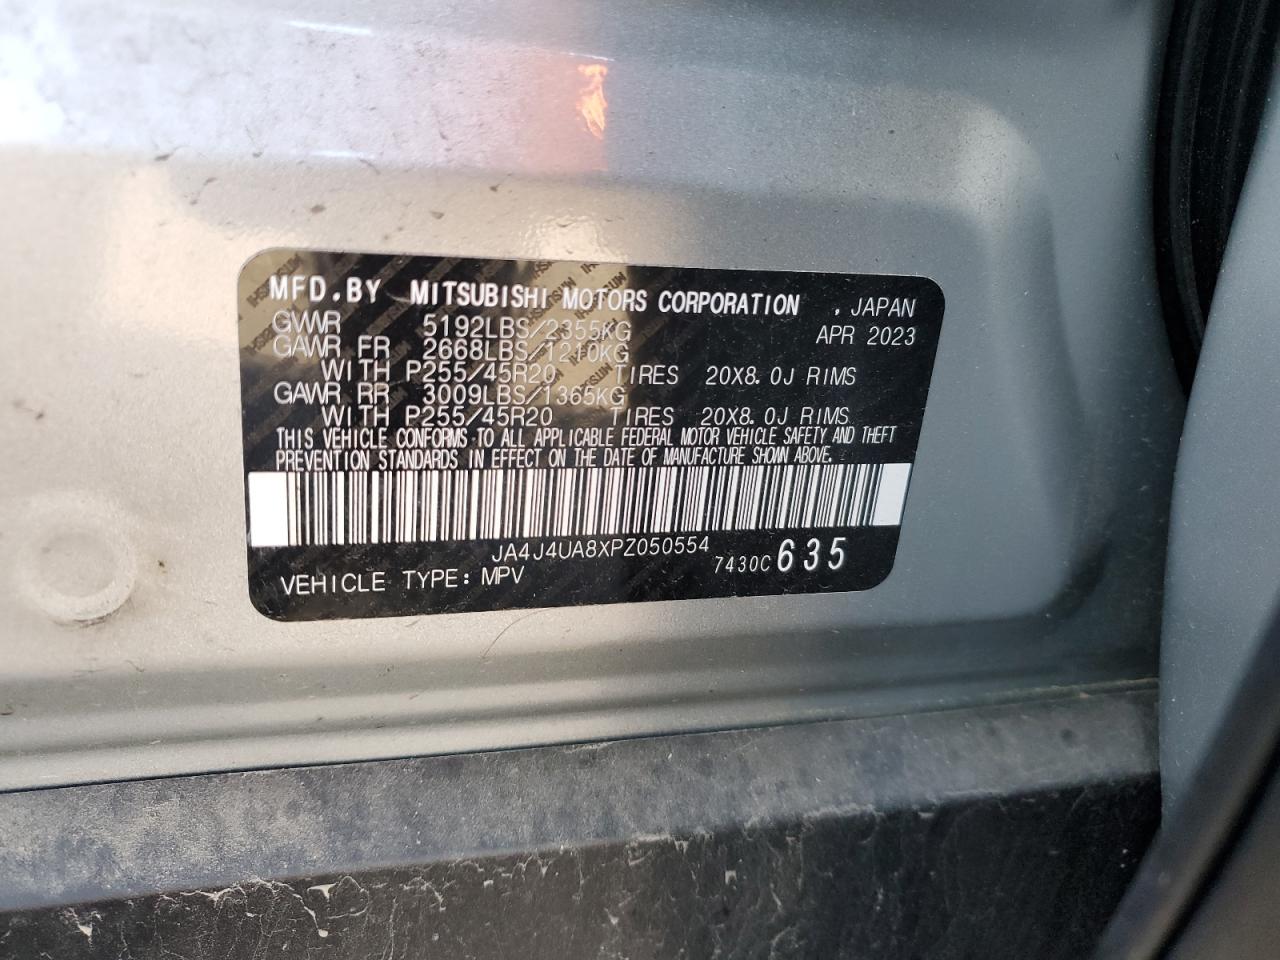 MFD.BY MITSUBISHI MOTORS CORPORATION , JAPAN
GVWR 5192LBS/2355KG APR 2023
GAWR FR 2668LBS/1210KG
WITH P255/45R20 TIRES 20X8.0J RIMS
GAWR RR 3009LBS/1365KG
WITH P255/45R20 TIRES 20X8.0J RIMS
THIS VEHICLE CONFORMS TO ALL APPLICABLE FEDERAL MOTOR VEHICLE SAFETY AND THEFT
PREVENTION STANDARDS IN EFFECT ON THE DATE OF MANUFACTURE SHOWN ABOVE.
JA4J4UA8XPZ050554
7430C 635
VEHICLE TYPE: MPV